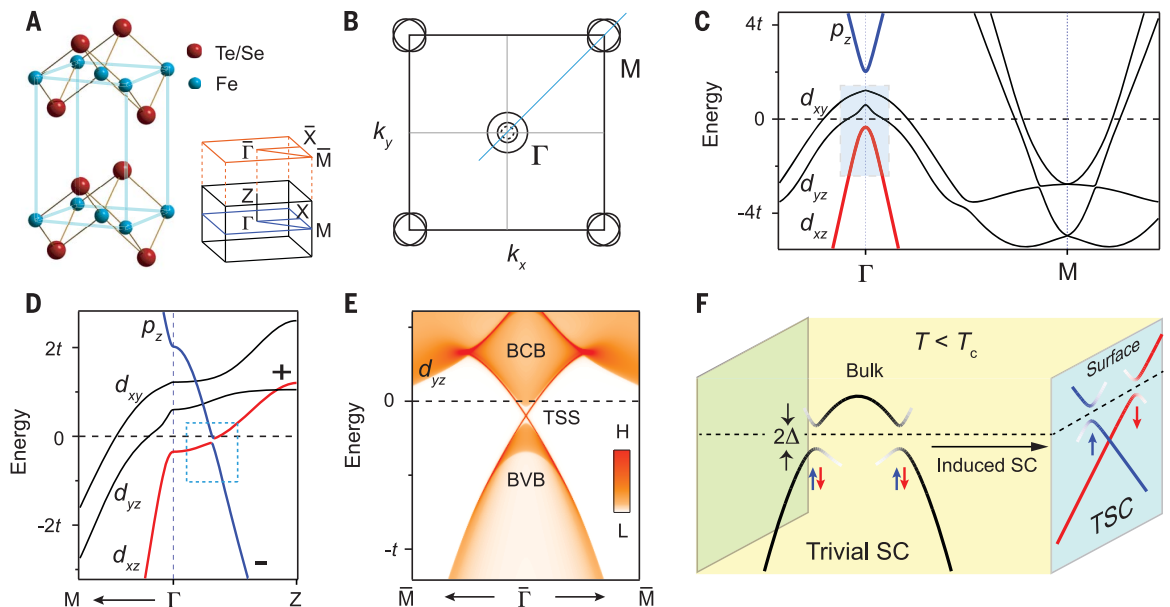 A
Te/Se
Fe
Γ̄
X̄
M̄
Z
Γ
X
M
B
M
k_y
Γ
k_x
C
4t
p_z
d_xy
0
Energy
d_yz
-4t
d_xz
Γ
M
D
p_z
2t
d_xy
+
0
Energy
d_yz
-2t
d_xz
-
M
Γ
Z
E
BCB
d_yz
0
TSS
Energy
H
BVB
L
-t
M̄
Γ̄
M̄
F
T < T_c
Surface
Bulk
2Δ
Induced SC
Trivial SC
TSC